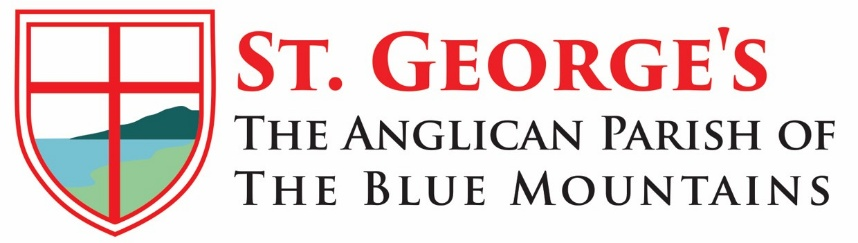 St. George's
The Anglican Parish of
The Blue Mountains